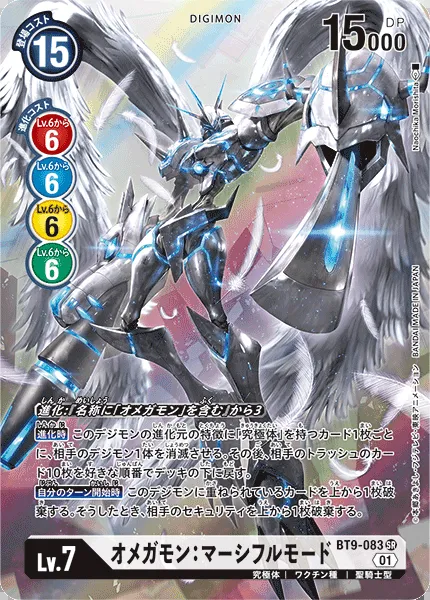 DIGIMON
登場コスト
15
DP
15000
進化コスト
Lv.6から
6
Lv.6から
6
Lv.6から
6
Lv.6から
6
Naochika Morishita
BANDAI MADE IN JAPAN
進化:「名称に「オメガモン」を含む」から3
進化時 このデジモンの進化元の特徴に「究極体」を持つカード1枚ごと
に、相手のデジモン1体を消滅させる。その後、相手のトラッシュのカ
ード10枚を好きな順番でデッキの下に戻す。
自分のターン開始時 このデジモンに重ねられているカードを上から1枚破
棄する。そうしたとき、相手のセキュリティを上から1枚破棄する。
Lv.7
オメガモン:マーシフルモード
BT9-083 SR
01
究極体 | ワクチン種 | 聖騎士型